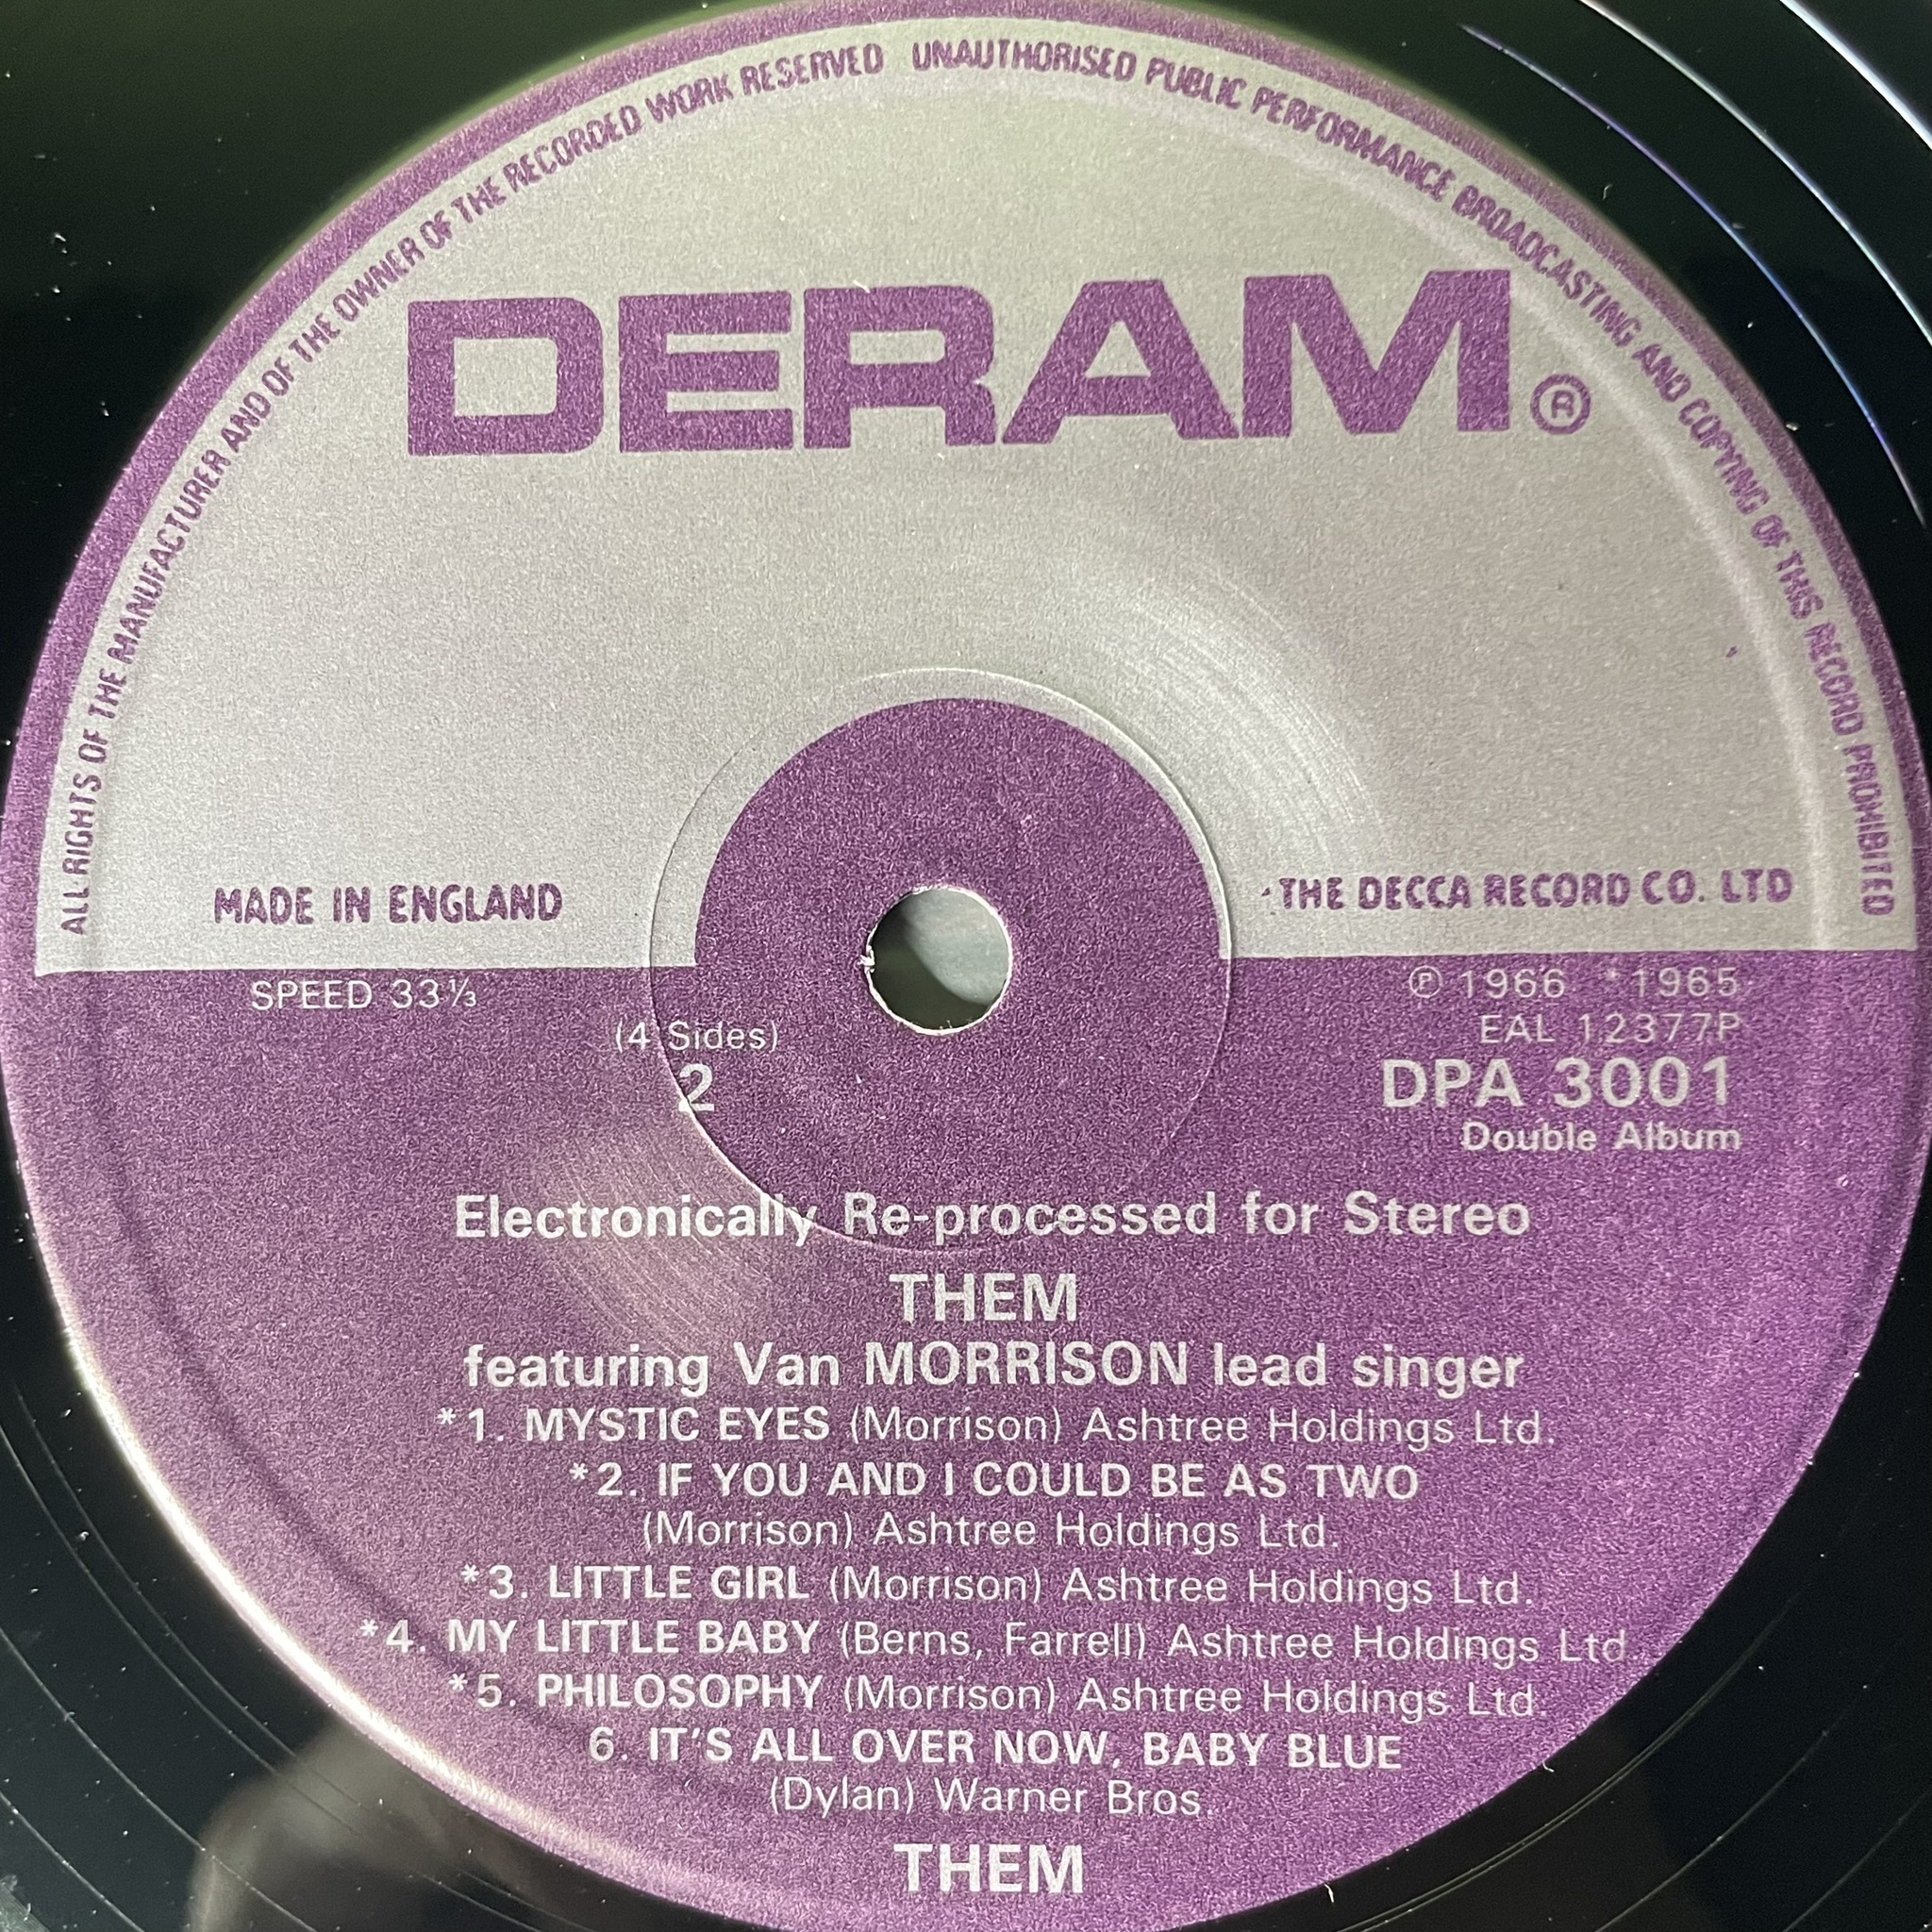 ALL RIGHTS OF THE MANUFACTURER AND OF THE OWNER OF THE RECORDED WORK RESERVED UNAUTHORISED PUBLIC PERFORMANCE BROADCASTING AND COPYING OF THIS RECORD PROHIBITED
DERAM ®
MADE IN ENGLAND
THE DECCA RECORD CO. LTD
SPEED 33⅓
℗ 1966 *1965
(4 Sides)
EAL 12377P
2
DPA 3001
Double Album
Electronically Re-processed for Stereo
THEM
featuring Van MORRISON lead singer
*1. MYSTIC EYES (Morrison) Ashtree Holdings Ltd.
*2. IF YOU AND I COULD BE AS TWO
(Morrison) Ashtree Holdings Ltd.
*3. LITTLE GIRL (Morrison) Ashtree Holdings Ltd.
*4. MY LITTLE BABY (Berns, Farrell) Ashtree Holdings Ltd
*5. PHILOSOPHY (Morrison) Ashtree Holdings Ltd.
6. IT'S ALL OVER NOW, BABY BLUE
(Dylan) Warner Bros.
THEM